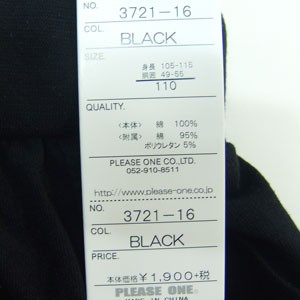 NO. 3721-16
COL. BLACK
SIZE.
身長 105-115
胴囲 49-55
110
QUALITY.
<本体> 綿 100%
<附属> 綿 95%
ポリウレタン 5%
PLEASE ONE CO.,LTD.
052-910-8511
http://www.please-one.co.jp
NO. 3721-16
COL. BLACK
PRICE.
本体価格 ¥1,900+税
PLEASE ONE.
MADE IN CHINA